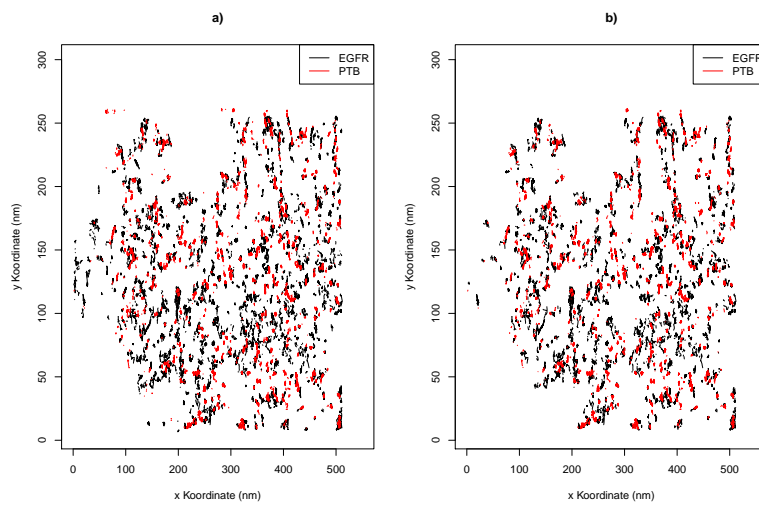 a)
EGFR
PTB
300
250
200
150
100
50
0
y Koordinate (nm)
0 100 200 300 400 500
x Koordinate (nm)
b)
EGFR
PTB
300
250
200
150
100
50
0
y Koordinate (nm)
0 100 200 300 400 500
x Koordinate (nm)